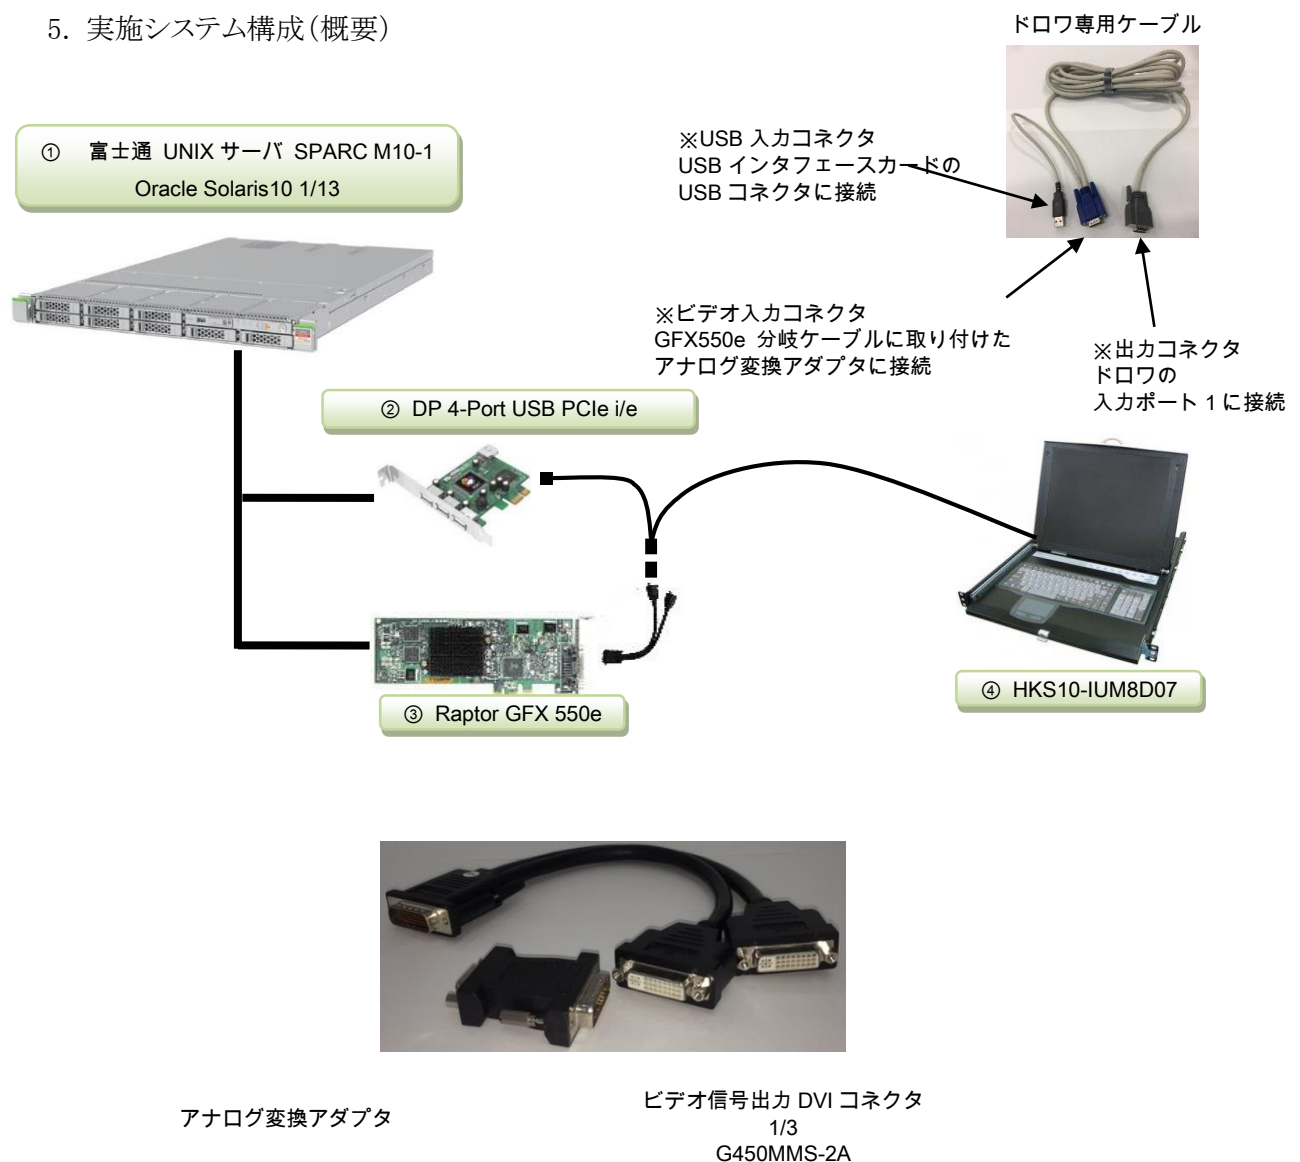 5. 実施システム構成（概要）
ドロワ専用ケーブル
① 富士通 UNIX サーバ SPARC M10-1
Oracle Solaris10 1/13
※USB 入力コネクタ
USB インタフェースカードの
USB コネクタに接続
※ビデオ入力コネクタ
GFX550e 分岐ケーブルに取り付けた
アナログ変換アダプタに接続
※出力コネクタ
ドロワの
入力ポート 1 に接続
② DP 4-Port USB PCIe i/e
③ Raptor GFX 550e
④ HKS10-IUM8D07
アナログ変換アダプタ
ビデオ信号出力 DVI コネクタ
1/3
G450MMS-2A